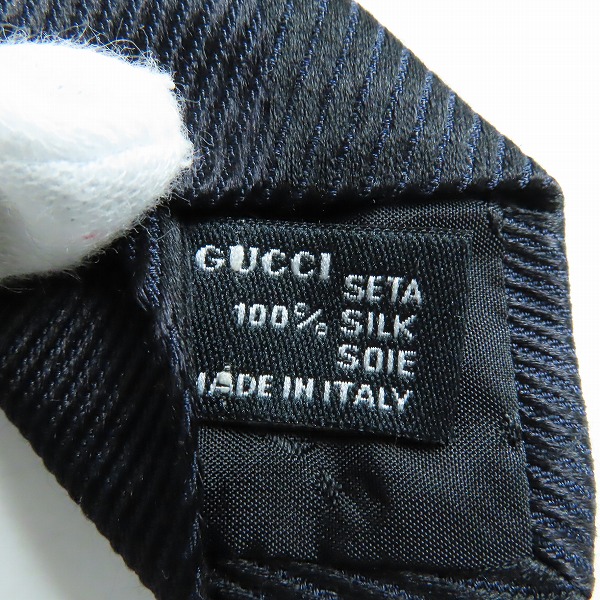 GUCCI
SETA
100% SILK
SOIE
MADE IN ITALY